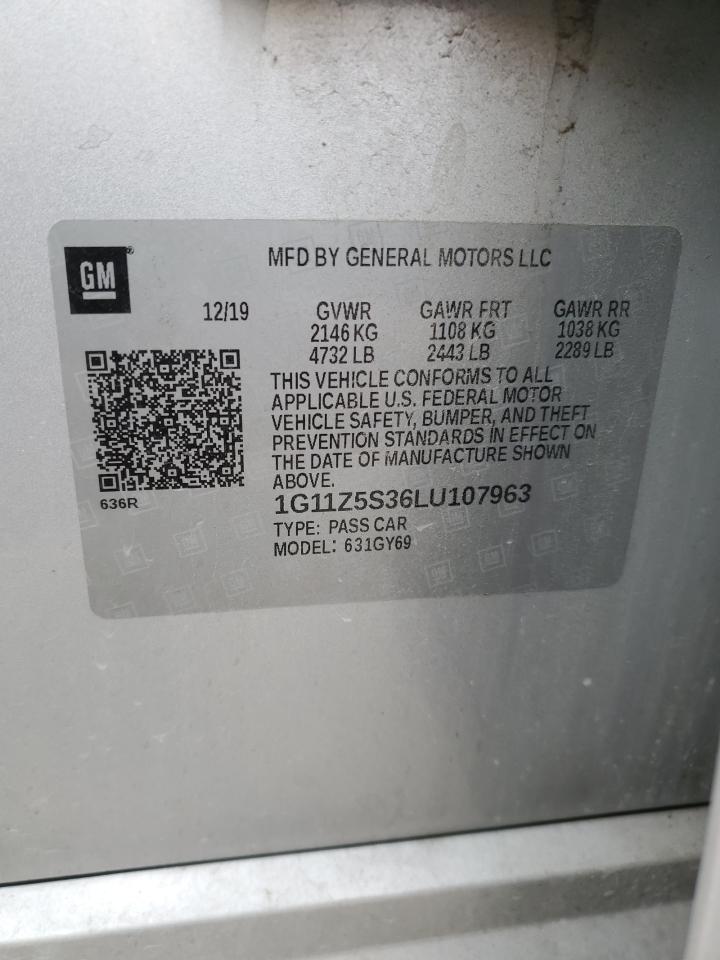 GM
MFD BY GENERAL MOTORS LLC
12/19 GVWR GAWR FRT GAWR RR
2146 KG 1108 KG 1038 KG
4732 LB 2443 LB 2289 LB
THIS VEHICLE CONFORMS TO ALL
APPLICABLE U.S. FEDERAL MOTOR
VEHICLE SAFETY, BUMPER, AND THEFT
PREVENTION STANDARDS IN EFFECT ON
THE DATE OF MANUFACTURE SHOWN
ABOVE.
636R
1G11Z5S36LU107963
TYPE: PASS CAR
MODEL: 631GY69